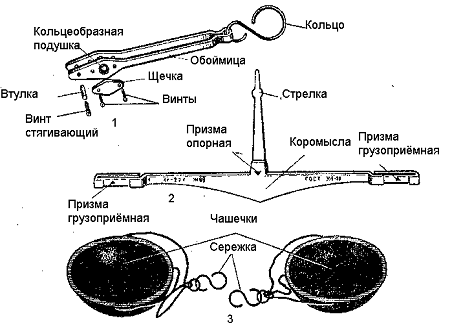 Кольцеобразная
подушка
Кольцо
Обоймица
Щечка
Втулка
Винты
Винт
стягивающий
1
Стрелка
Призма
опорная
Коромысла
Призма
грузоприёмная
Призма
грузоприёмная
2
Чашечки
Сережка
3